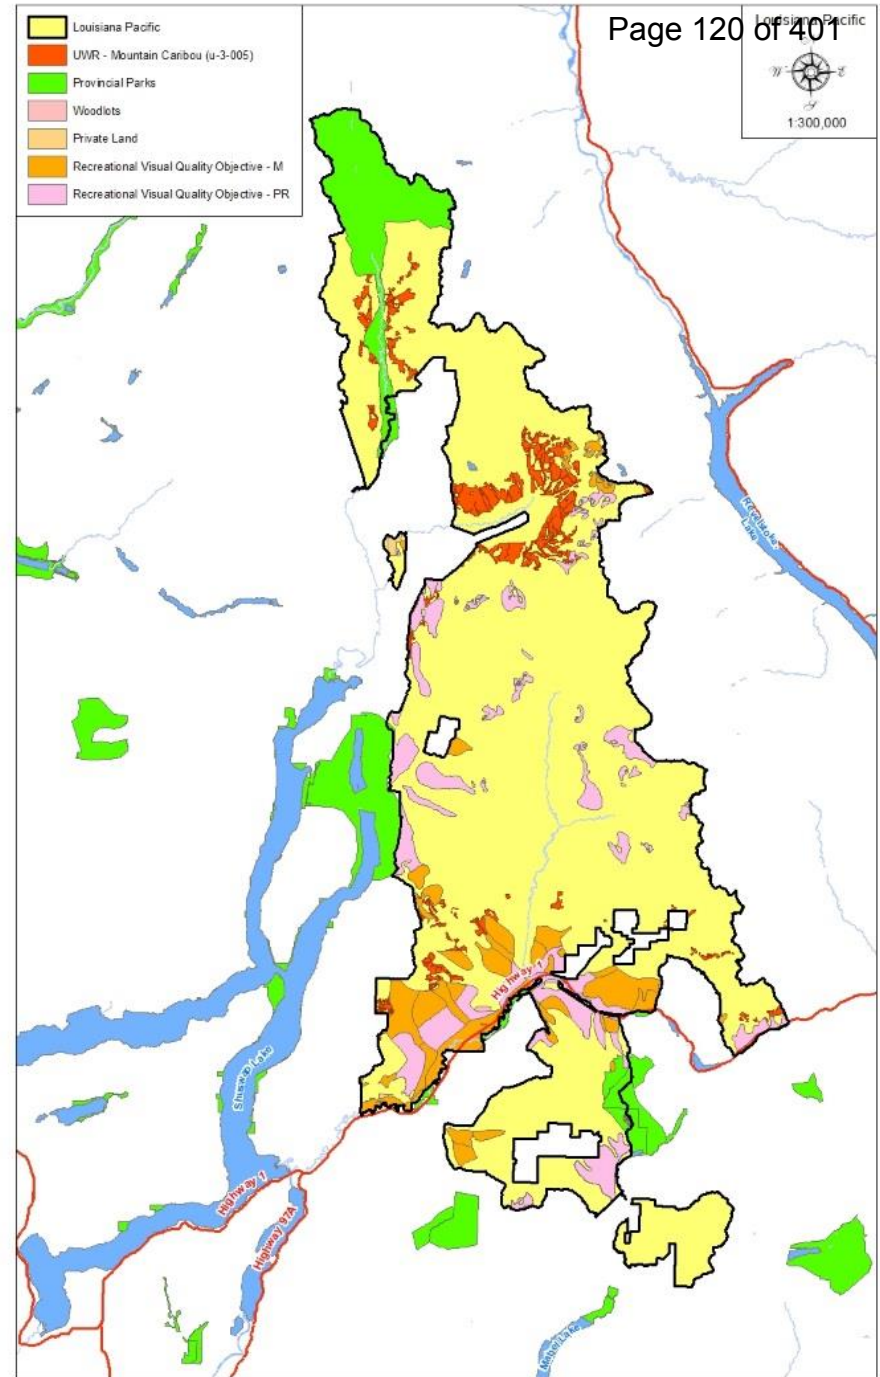 Louisiana Pacific
UWR - Mountain Caribou (u-3-005)
Provincial Parks
Woodlots
Private Land
Recreational Visual Quality Objective - M
Recreational Visual Quality Objective - PR
Page 120 of 401
Louisiana Pacific
W E
S
1:300,000
Revelstoke
Lake
Highway 1
Shuswap Lake
Highway 1
Highway 97A
Mabel Lake